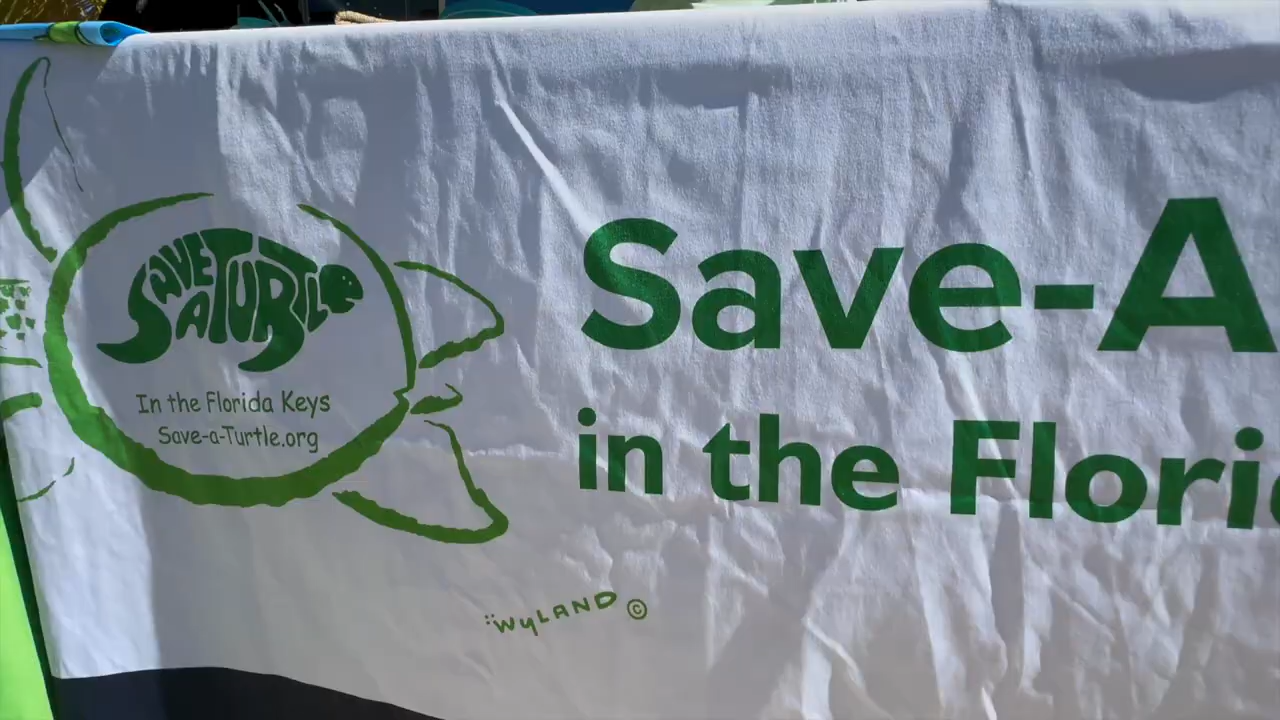 SAVE
A TURTLE
In the Florida Keys
Save-a-Turtle.org
Save-A
in the Flori
WYLAND ©